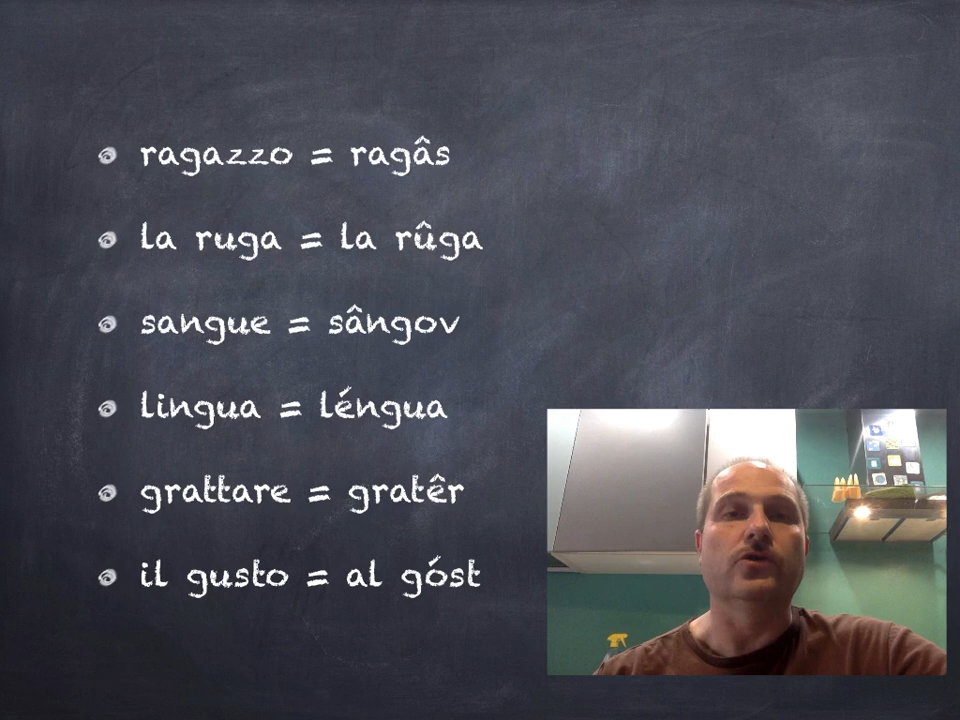 ragazzo = ragâs
la ruga = la rûga
sangue = sângov
lingua = léngua
grattare = gratêr
il gusto = al góst